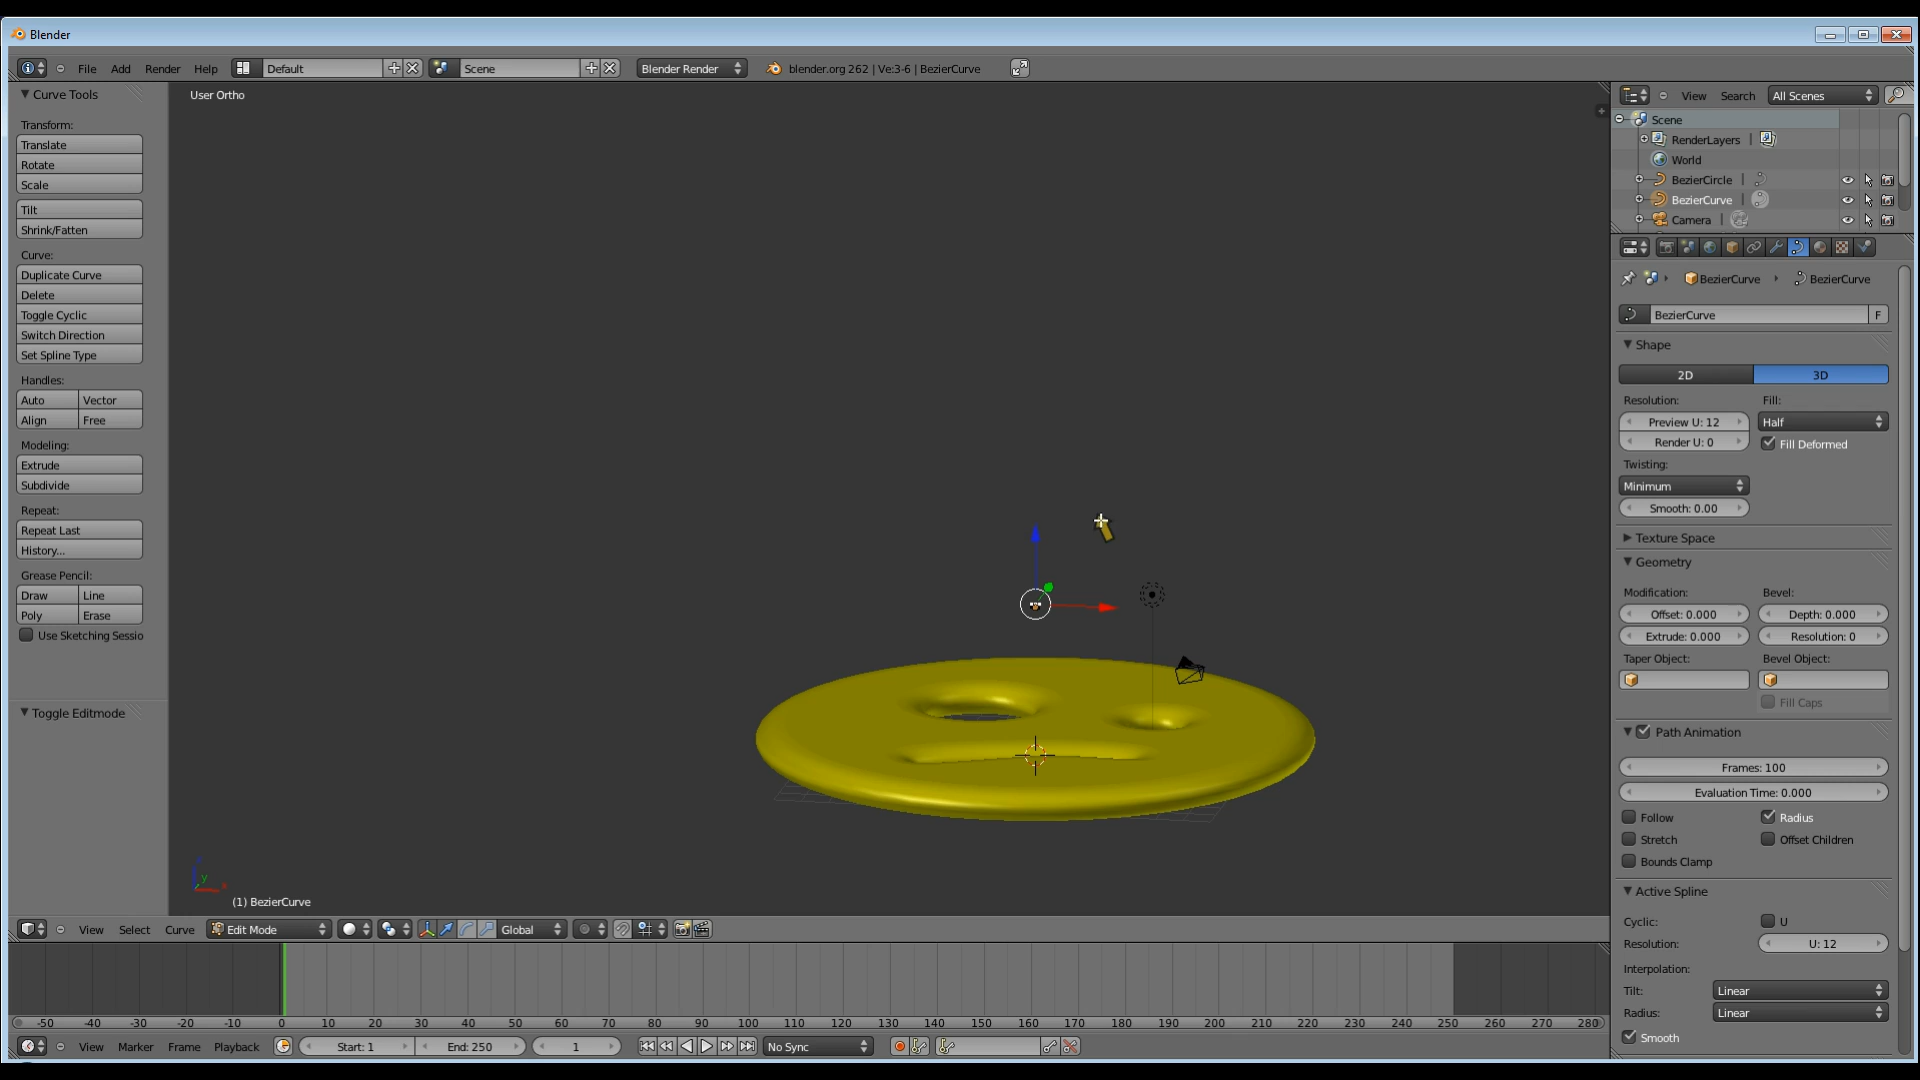 Blender
File Add Render Help Default Scene Blender Render blender.org 262 | Ve:3-6 | BezierCurve
Curve Tools
Transform:
Translate
Rotate
Scale
Tilt
Shrink/Fatten
Curve:
Duplicate Curve
Delete
Toggle Cyclic
Switch Direction
Set Spline Type
Handles:
Auto Vector
Align Free
Modeling:
Extrude
Subdivide
Repeat:
Repeat Last
History...
Grease Pencil:
Draw Line
Poly Erase
Use Sketching Sessio
Toggle Editmode
User Ortho
z
y
x
(1) BezierCurve
View Select Curve Edit Mode Global
View Search All Scenes
Scene
RenderLayers |
World
BezierCircle |
BezierCurve |
Camera |
BezierCurve BezierCurve
BezierCurve F
Shape
2D 3D
Resolution: Fill:
Preview U: 12 Half
Render U: 0 Fill Deformed
Twisting:
Minimum
Smooth: 0.00
Texture Space
Geometry
Modification: Bevel:
Offset: 0.000 Depth: 0.000
Extrude: 0.000 Resolution: 0
Taper Object: Bevel Object:
Fill Caps
Path Animation
Frames: 100
Evaluation Time: 0.000
Follow Radius
Stretch Offset Children
Bounds Clamp
Active Spline
Cyclic: U
Resolution: U: 12
Interpolation:
Tilt: Linear
Radius: Linear
Smooth
-50 -40 -30 -20 -10 0 10 20 30 40 50 60 70 80 90 100 110 120 130 140 150 160 170 180 190 200 210 220 230 240 250 260 270 280
View Marker Frame Playback Start: 1 End: 250 1 No Sync